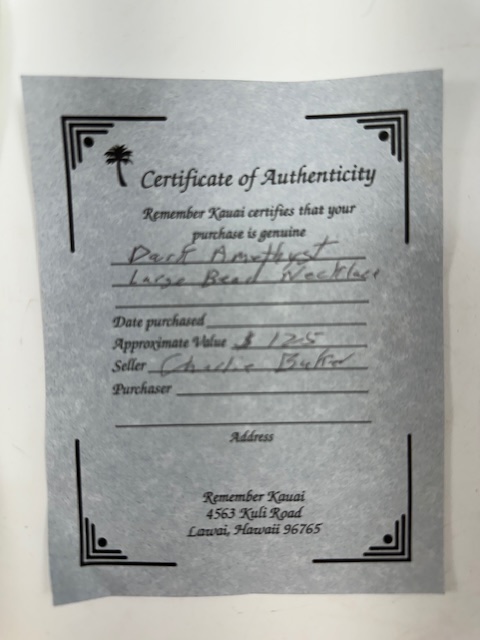 Certificate of Authenticity
Remember Kauai certifies that your
purchase is genuine
Dark Amethyst
Large Bead Necklace
Date purchased
Approximate Value $ 125
Seller Charlie
Purchaser
Address
Remember Kauai
4563 Kuli Road
Lawai, Hawaii 96765